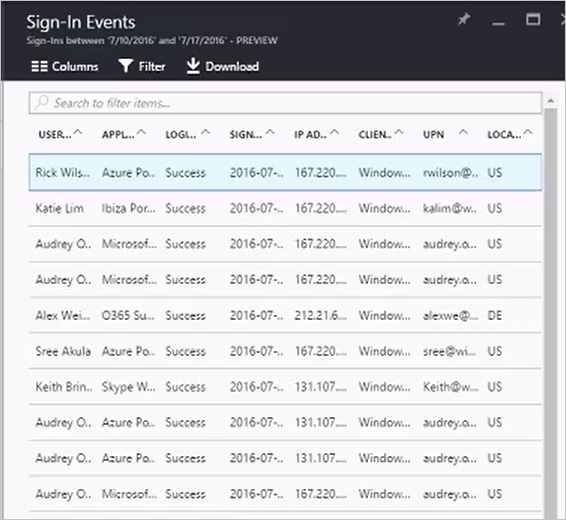 Sign-In Events
Sign-Ins between '7/10/2016' and '7/17/2016' - PREVIEW
Columns Filter Download
Search to filter items...
USER... APPL... LOGI... SIGN... IP AD... CLIEN... UPN LOCA...
Rick Wils... Azure Po... Success 2016-07-.. 167.220.... Window... rwilson@.. US
Katie Lim Ibiza Por... Success 2016-07-.. 167.220.... Window... kalim@w... US
Audrey O.. Microsof... Success 2016-07-.. 167.220.... Window... audrey.o... US
Audrey O.. Microsof... Success 2016-07-.. 167.220.... Window... audrey.o... US
Alex Wei... O365 Su... Success 2016-07-.. 212.21.6... Window... alexwe@... DE
Sree Akula Azure Po... Success 2016-07-.. 167.220.... Window... sree@wi... US
Keith Brin.. Skype W... Success 2016-07-.. 131.107.... Window... Keith@w... US
Audrey O.. Azure Po... Success 2016-07-.. 131.107.... Window... audrey.o... US
Audrey O.. Azure Po... Success 2016-07-.. 131.107.... Window... audrey.o... US
Audrey O.. Microsof... Success 2016-07-.. 167.220.... Window... audrey.o... US